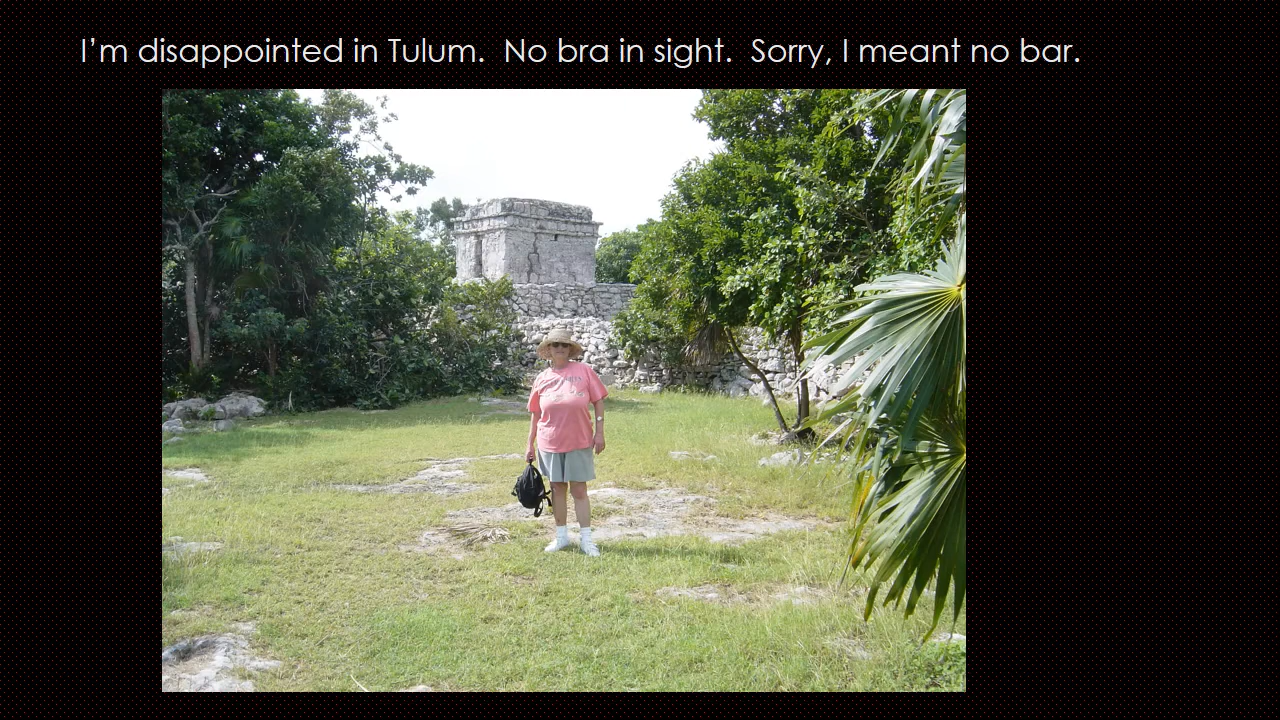 I’m disappointed in Tulum.  No bra in sight.  Sorry, I meant no bar.